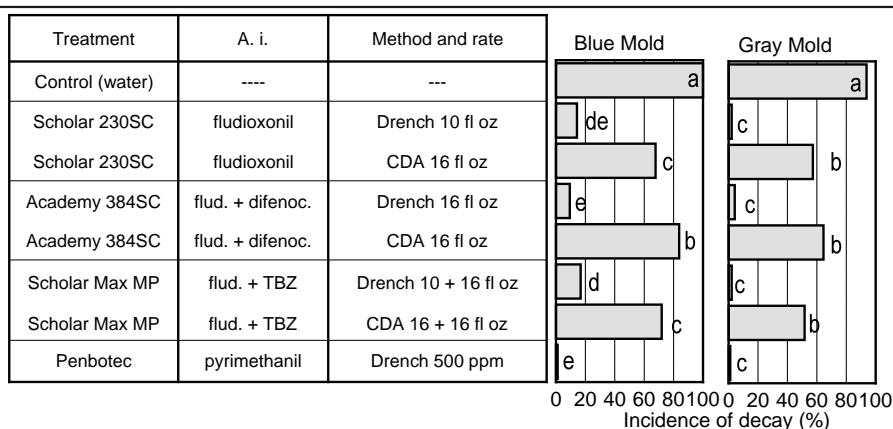 Treatment A. i. Method and rate Blue Mold Gray Mold
Control (water) ---- --- a a
Scholar 230SC fludioxonil Drench 10 fl oz de c
Scholar 230SC fludioxonil CDA 16 fl oz c b
Academy 384SC flud. + difenoc. Drench 16 fl oz e c
Academy 384SC flud. + difenoc. CDA 16 fl oz b b
Scholar Max MP flud. + TBZ Drench 10 + 16 fl oz d c
Scholar Max MP flud. + TBZ CDA 16 + 16 fl oz c b
Penbotec pyrimethanil Drench 500 ppm e c
0 20 40 60 80 100 0 20 40 60 80 100
Incidence of decay (%)